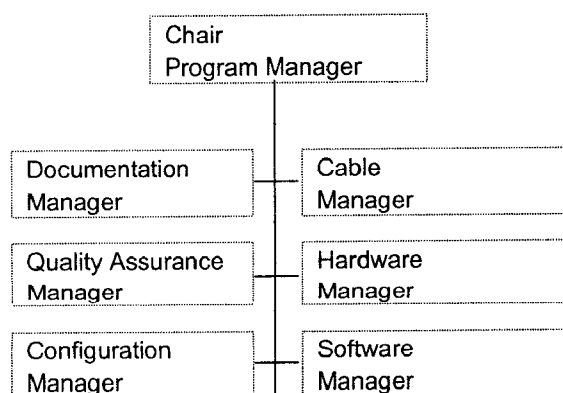 Chair
Program Manager
Documentation
Manager
Cable
Manager
Quality Assurance
Manager
Hardware
Manager
Configuration
Manager
Software
Manager